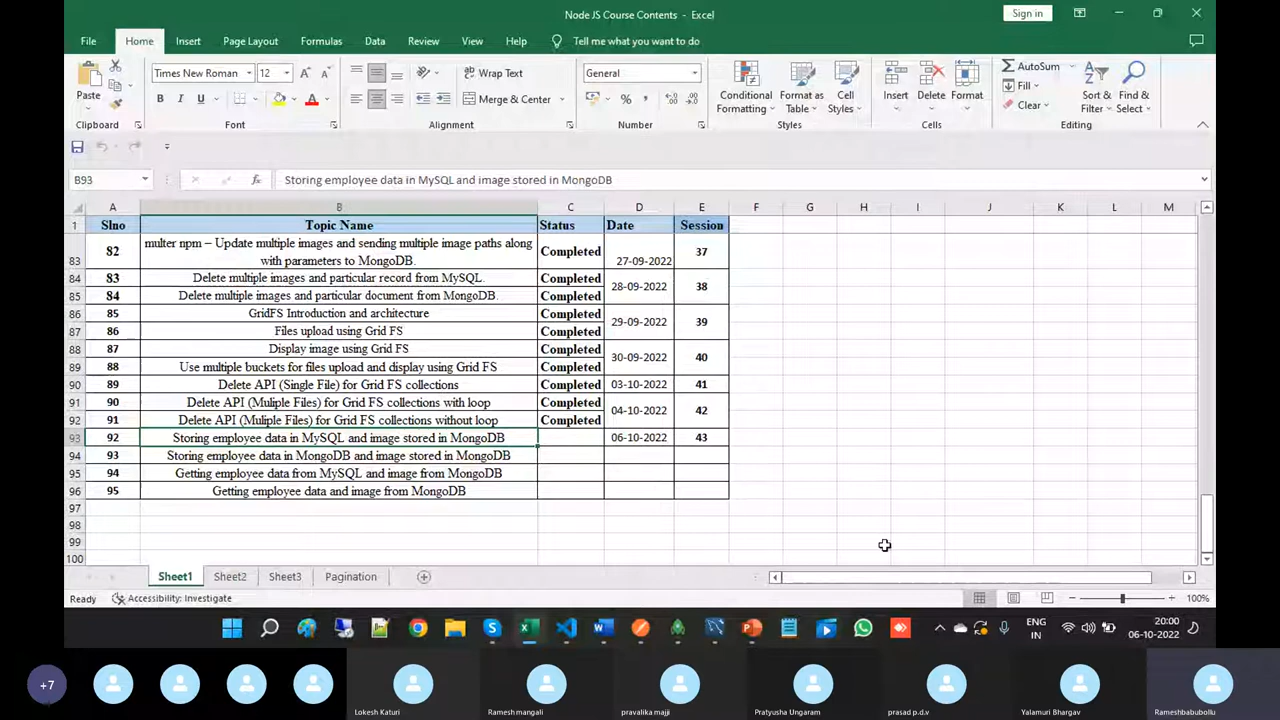 Node JS Course Contents - Excel
Sign in
File Home Insert Page Layout Formulas Data Review View Help Tell me what you want to do
Paste
Times New Roman 12
B I U
A A
Wrap Text
Merge & Center
General
%
Conditional Formatting
Format as Table
Cell Styles
Insert Delete Format
AutoSum
Fill
Clear
Sort & Filter
Find & Select
Clipboard Font Alignment Number Styles Cells Editing
B93 fx Storing employee data in MySQL and image stored in MongoDB
A B C D E F G H I J K L M
1 Slno Topic Name Status Date Session
83 82 multer npm – Update multiple images and sending multiple image paths along with parameters to MongoDB. Completed 27-09-2022 37
84 83 Delete multiple images and particular record from MySQL. Completed 28-09-2022 38
85 84 Delete multiple images and particular document from MongoDB. Completed
86 85 GridFS Introduction and architecture Completed 29-09-2022 39
87 86 Files upload using Grid FS Completed
88 87 Display image using Grid FS Completed 30-09-2022 40
89 88 Use multiple buckets for files upload and display using Grid FS Completed
90 89 Delete API (Single File) for Grid FS collections Completed 03-10-2022 41
91 90 Delete API (Muliple Files) for Grid FS collections with loop Completed 04-10-2022 42
92 91 Delete API (Muliple Files) for Grid FS collections without loop Completed
93 92 Storing employee data in MySQL and image stored in MongoDB 06-10-2022 43
94 93 Storing employee data in MongoDB and image stored in MongoDB
95 94 Getting employee data from MySQL and image from MongoDB
96 95 Getting employee data and image from MongoDB
97
98
99
100
Sheet1 Sheet2 Sheet3 Pagination
Ready Accessibility: Investigate 100%
ENG
IN
20:00
06-10-2022
+7
Lokesh Katuri Ramesh mangali pravalika majji Pratyusha Ungaram prasad p.d.v Yalamuri Bhargav Rameshbabubollu